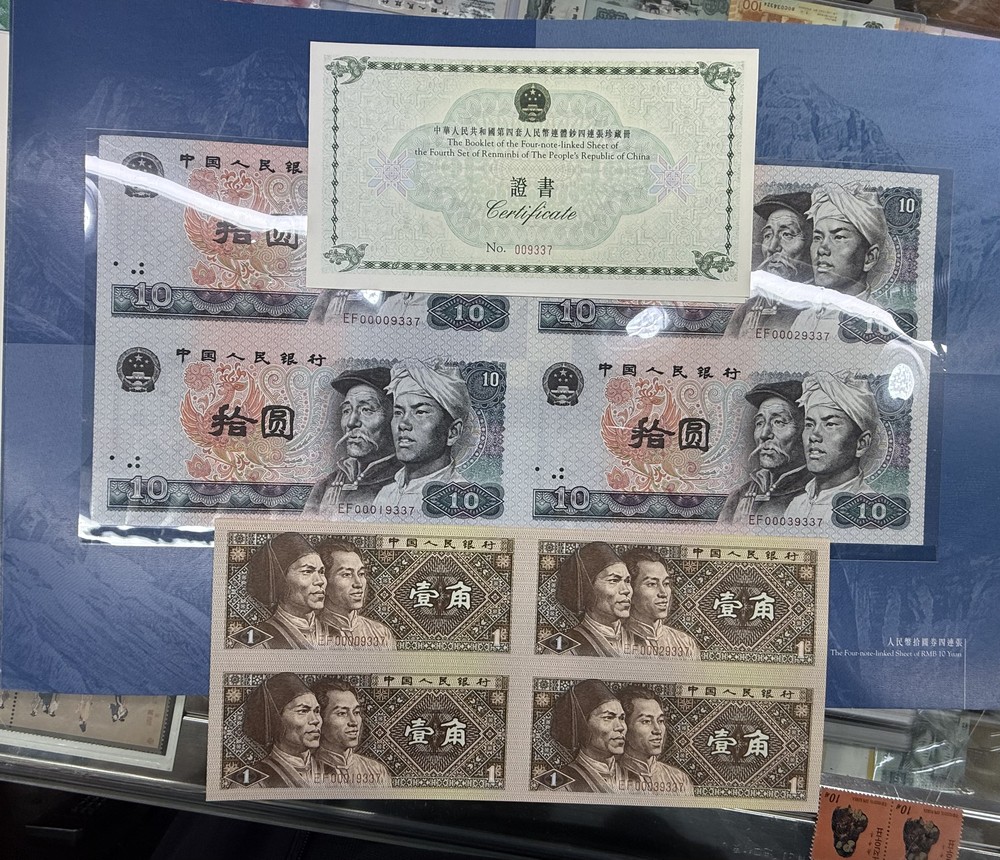 中華人民共和國第四套人民幣連體鈔四連張珍藏冊
The Booklet of the Four-note-linked Sheet of
the Fourth Set of Renminbi of The People's Republic of China
證書
Certificate
No. 009337
中国人民银
拾圆
10
EF00009337
10
10
10
EF00029337
10
中国人民银行
10
拾圆
10
EF00019337
10
中国人民银行
拾圆
10
EF00039337
10
中国人民银行
壹角
1
EF00009337
1
中国人民银行
壹角
1
EF00029337
1
中国人民银行
壹角
1
EF00019337
1
中国人民银行
壹角
1
EF00039337
1
人民幣拾圓券四連張
The Four-note-linked Sheet of RMB 10 Yuan